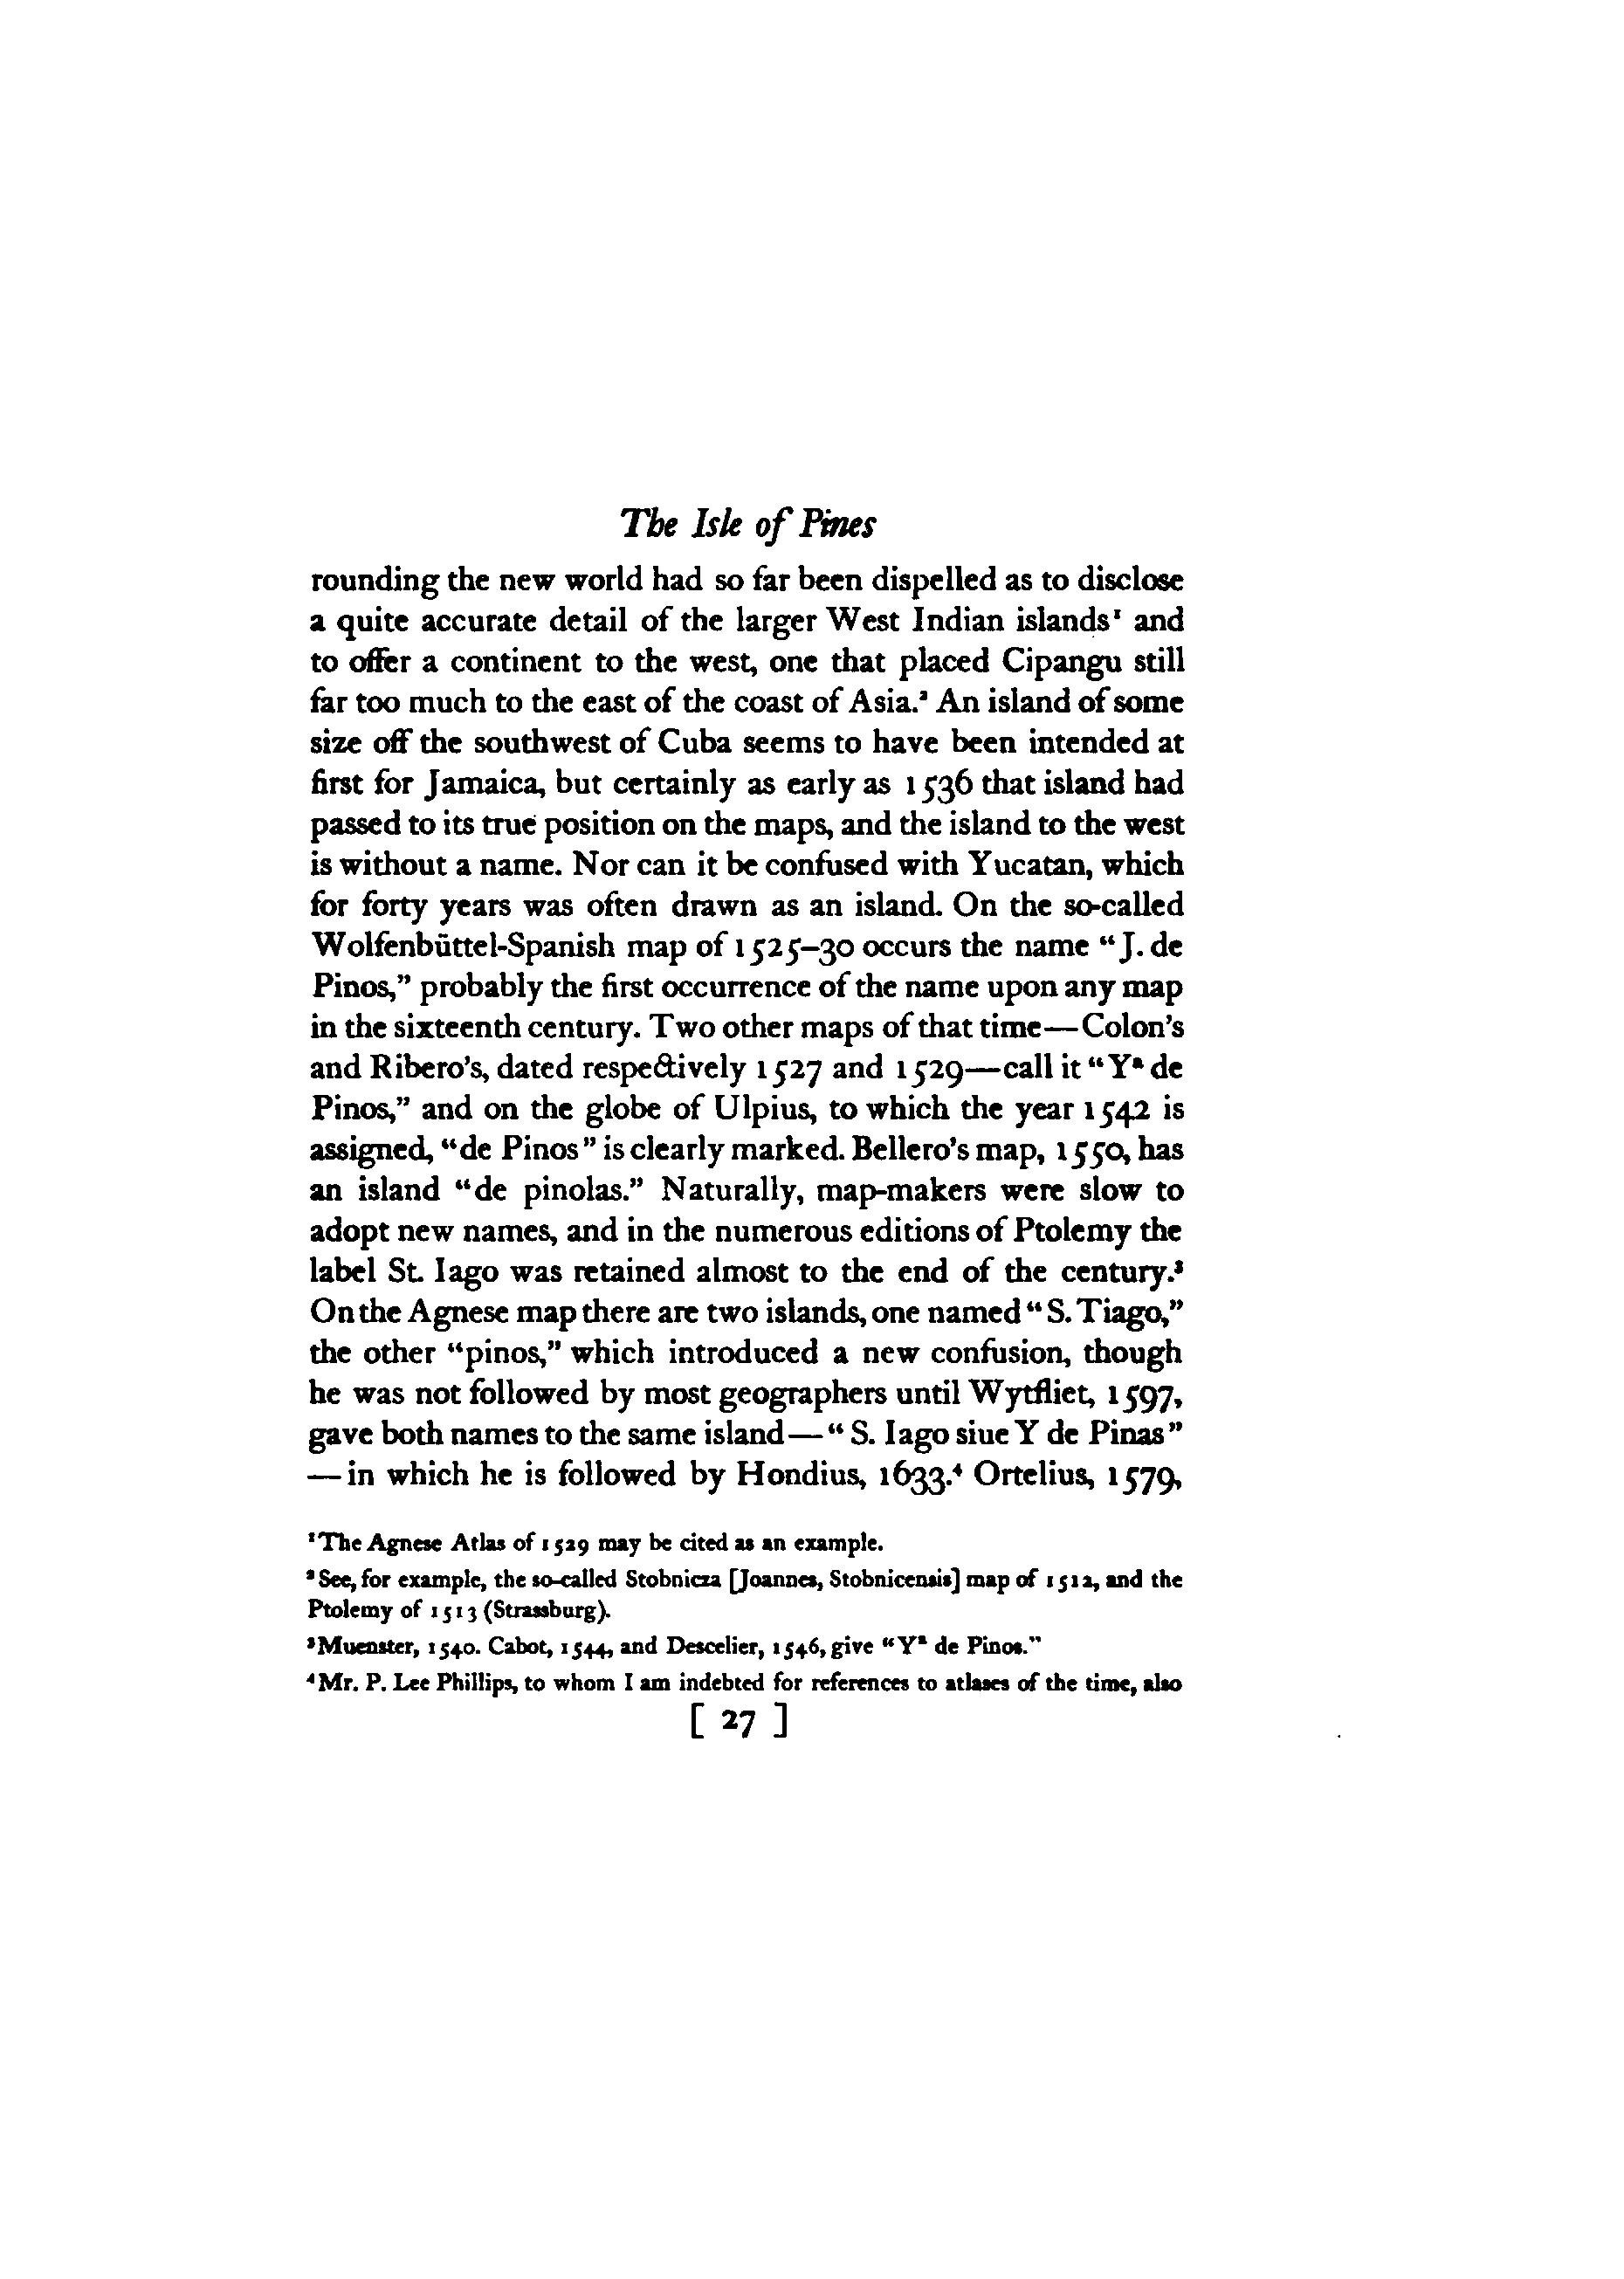 The Isle of Pines
rounding the new world had so far been dispelled as to disclose
a quite accurate detail of the larger West Indian islands¹ and
to offer a continent to the west, one that placed Cipangu still
far too much to the east of the coast of Asia.² An island of some
size off the southwest of Cuba seems to have been intended at
first for Jamaica, but certainly as early as 1536 that island had
passed to its true position on the maps, and the island to the west
is without a name. Nor can it be confused with Yucatan, which
for forty years was often drawn as an island. On the so-called
Wolfenbüttel-Spanish map of 1525–30 occurs the name “J. de
Pinos,” probably the first occurrence of the name upon any map
in the sixteenth century. Two other maps of that time—Colon’s
and Ribero’s, dated respectively 1527 and 1529—call it “Yª de
Pinos,” and on the globe of Ulpius, to which the year 1542 is
assigned, “de Pinos” is clearly marked. Bellero’s map, 1550, has
an island “de pinolas.” Naturally, map-makers were slow to
adopt new names, and in the numerous editions of Ptolemy the
label St. Iago was retained almost to the end of the century.³
On the Agnese map there are two islands, one named “S. Tiago,”
the other “pinos,” which introduced a new confusion, though
he was not followed by most geographers until Wytfliet, 1597,
gave both names to the same island—“S. Iago siue Y de Pinas”
—in which he is followed by Hondius, 1633.⁴ Ortelius, 1579,
¹The Agnese Atlas of 1529 may be cited as an example.
²See, for example, the so-called Stobnicza [Joannes, Stobnicensis] map of 1512, and the
Ptolemy of 1513 (Strassburg).
³Muenster, 1540. Cabot, 1544, and Descelier, 1546, give “Yª de Pinos.”
⁴Mr. P. Lee Phillips, to whom I am indebted for references to atlases of the time, also
[ 27 ]